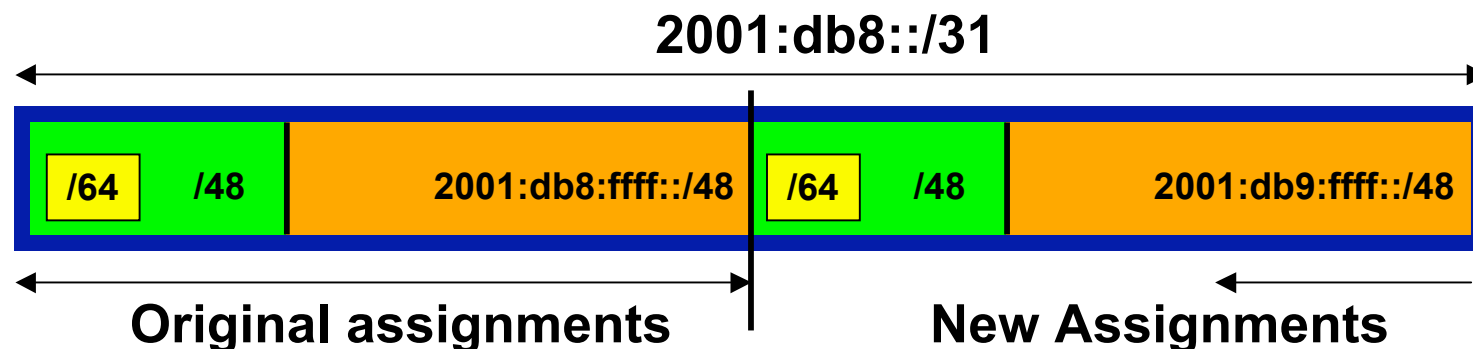 2001:db8::/31
/64 /48 2001:db8:ffff::/48 /64 /48 2001:db9:ffff::/48
Original assignments New Assignments